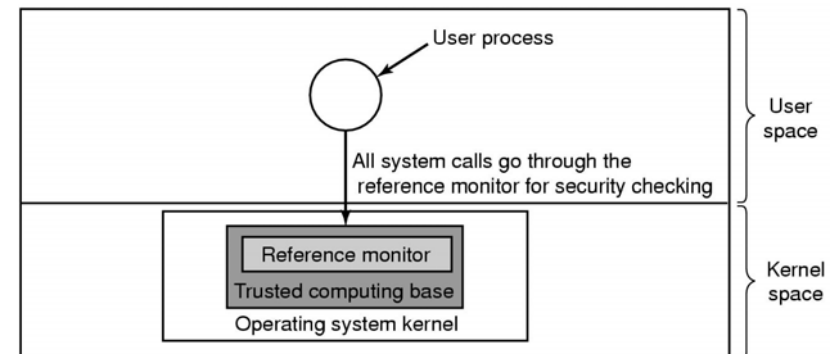 User process
User
space
All system calls go through the
reference monitor for security checking
Reference monitor
Trusted computing base
Operating system kernel
Kernel
space